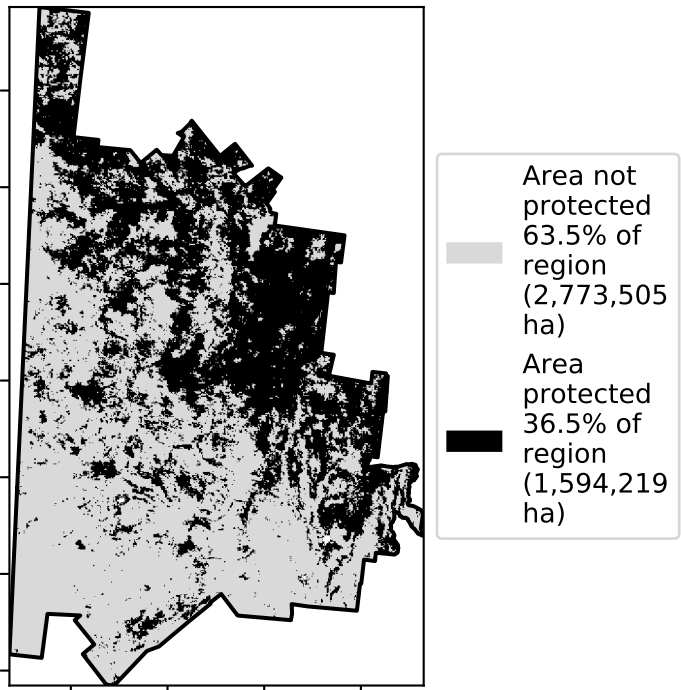 Area not
protected
63.5% of
region
(2,773,505
ha)
Area
protected
36.5% of
region
(1,594,219
ha)